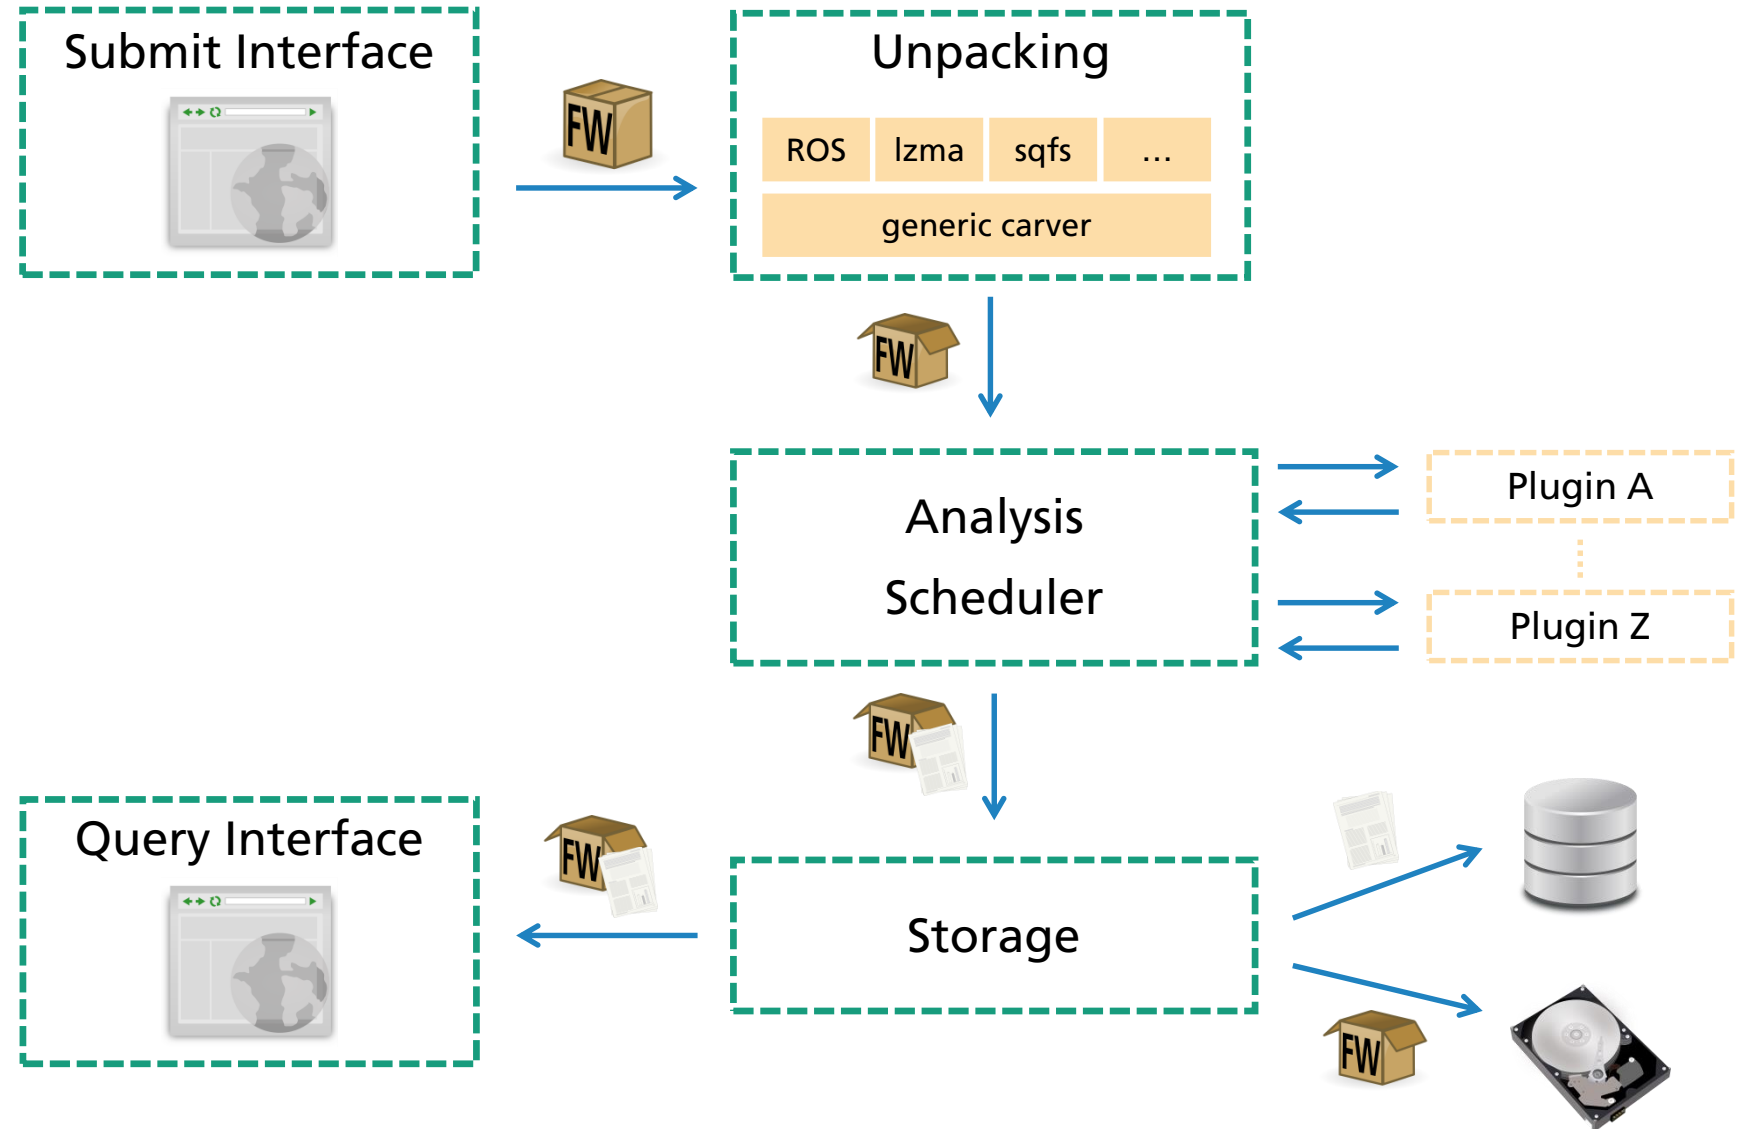 Submit Interface
FW
Unpacking
ROS lzma sqfs ...
generic carver
FW
Analysis
Scheduler
Plugin A
Plugin Z
FW
Query Interface
FW
Storage
FW